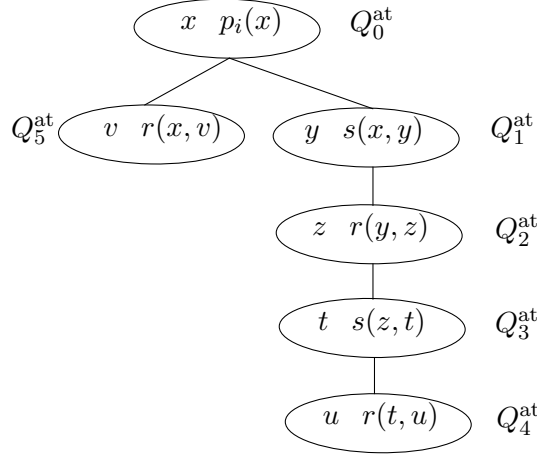 x p_i(x) Q_0^at
Q_5^at v r(x, v) y s(x, y) Q_1^at
z r(y, z) Q_2^at
t s(z, t) Q_3^at
u r(t, u) Q_4^at